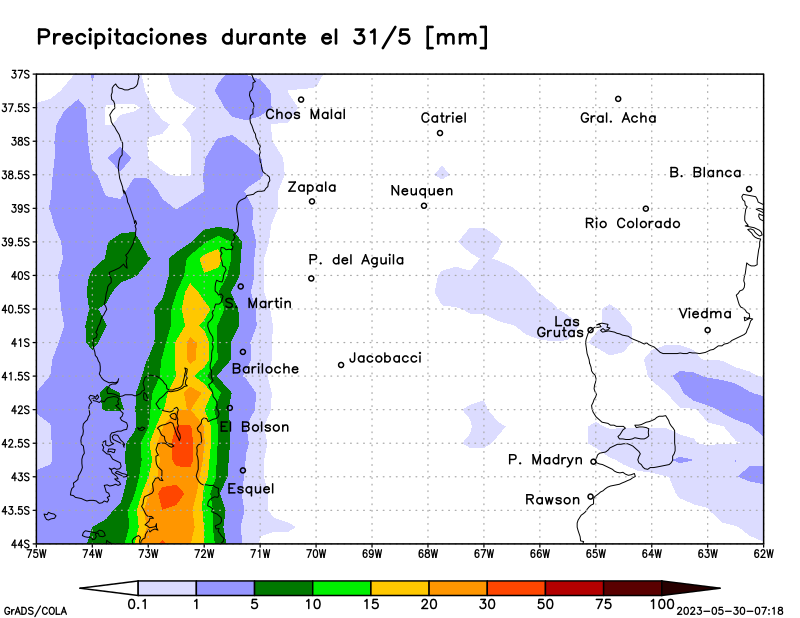 Precipitaciones durante el 31/5 [mm]
37S
37.5S
38S
38.5S
39S
39.5S
40S
40.5S
41S
41.5S
42S
42.5S
43S
43.5S
44S
Chos Malal
Catriel
Gral. Acha
B. Blanca
Zapala
Neuquen
Rio Colorado
P. del Aguila
S. Martin
Viedma
Las
Grutas
Jacobacci
Bariloche
El Bolson
P. Madryn
Esquel
Rawson
75W 74W 73W 72W 71W 70W 69W 68W 67W 66W 65W 64W 63W 62W
0.1 1 5 10 15 20 30 50 75 100
GrADS/COLA
2023-05-30-07:18